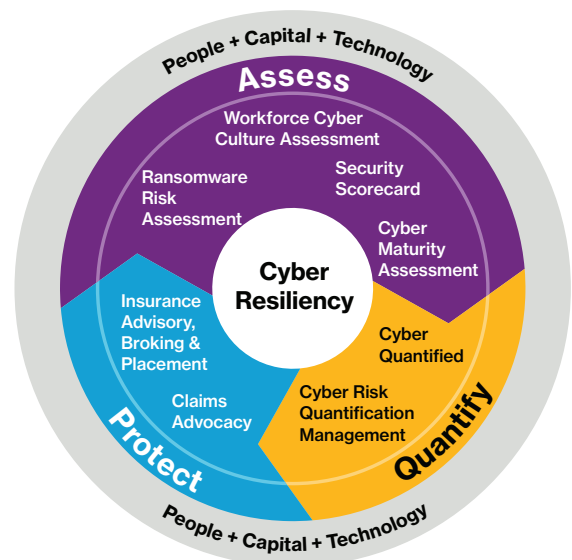 People + Capital + Technology
Assess
Workforce Cyber
Culture Assessment
Security
Scorecard
Ransomware
Risk
Assessment
Cyber
Maturity
Assessment
Cyber
Resiliency
Insurance
Advisory,
Broking &
Placement
Cyber
Quantified
Claims
Advocacy
Cyber Risk
Quantification
Management
Protect
Quantify
People + Capital + Technology